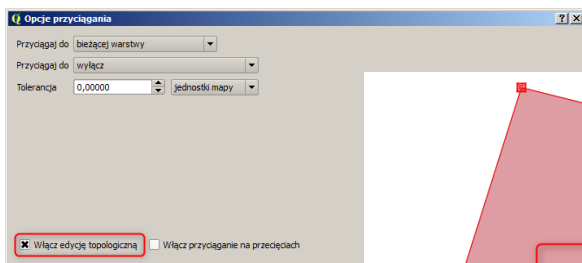 Opcje przyciągania
Przyciągaj do bieżącej warstwy
Przyciągaj do wyłącz
Tolerancja 0,00000 jednostki mapy
Włącz edycję topologiczną Włącz przyciąganie na przecięciach